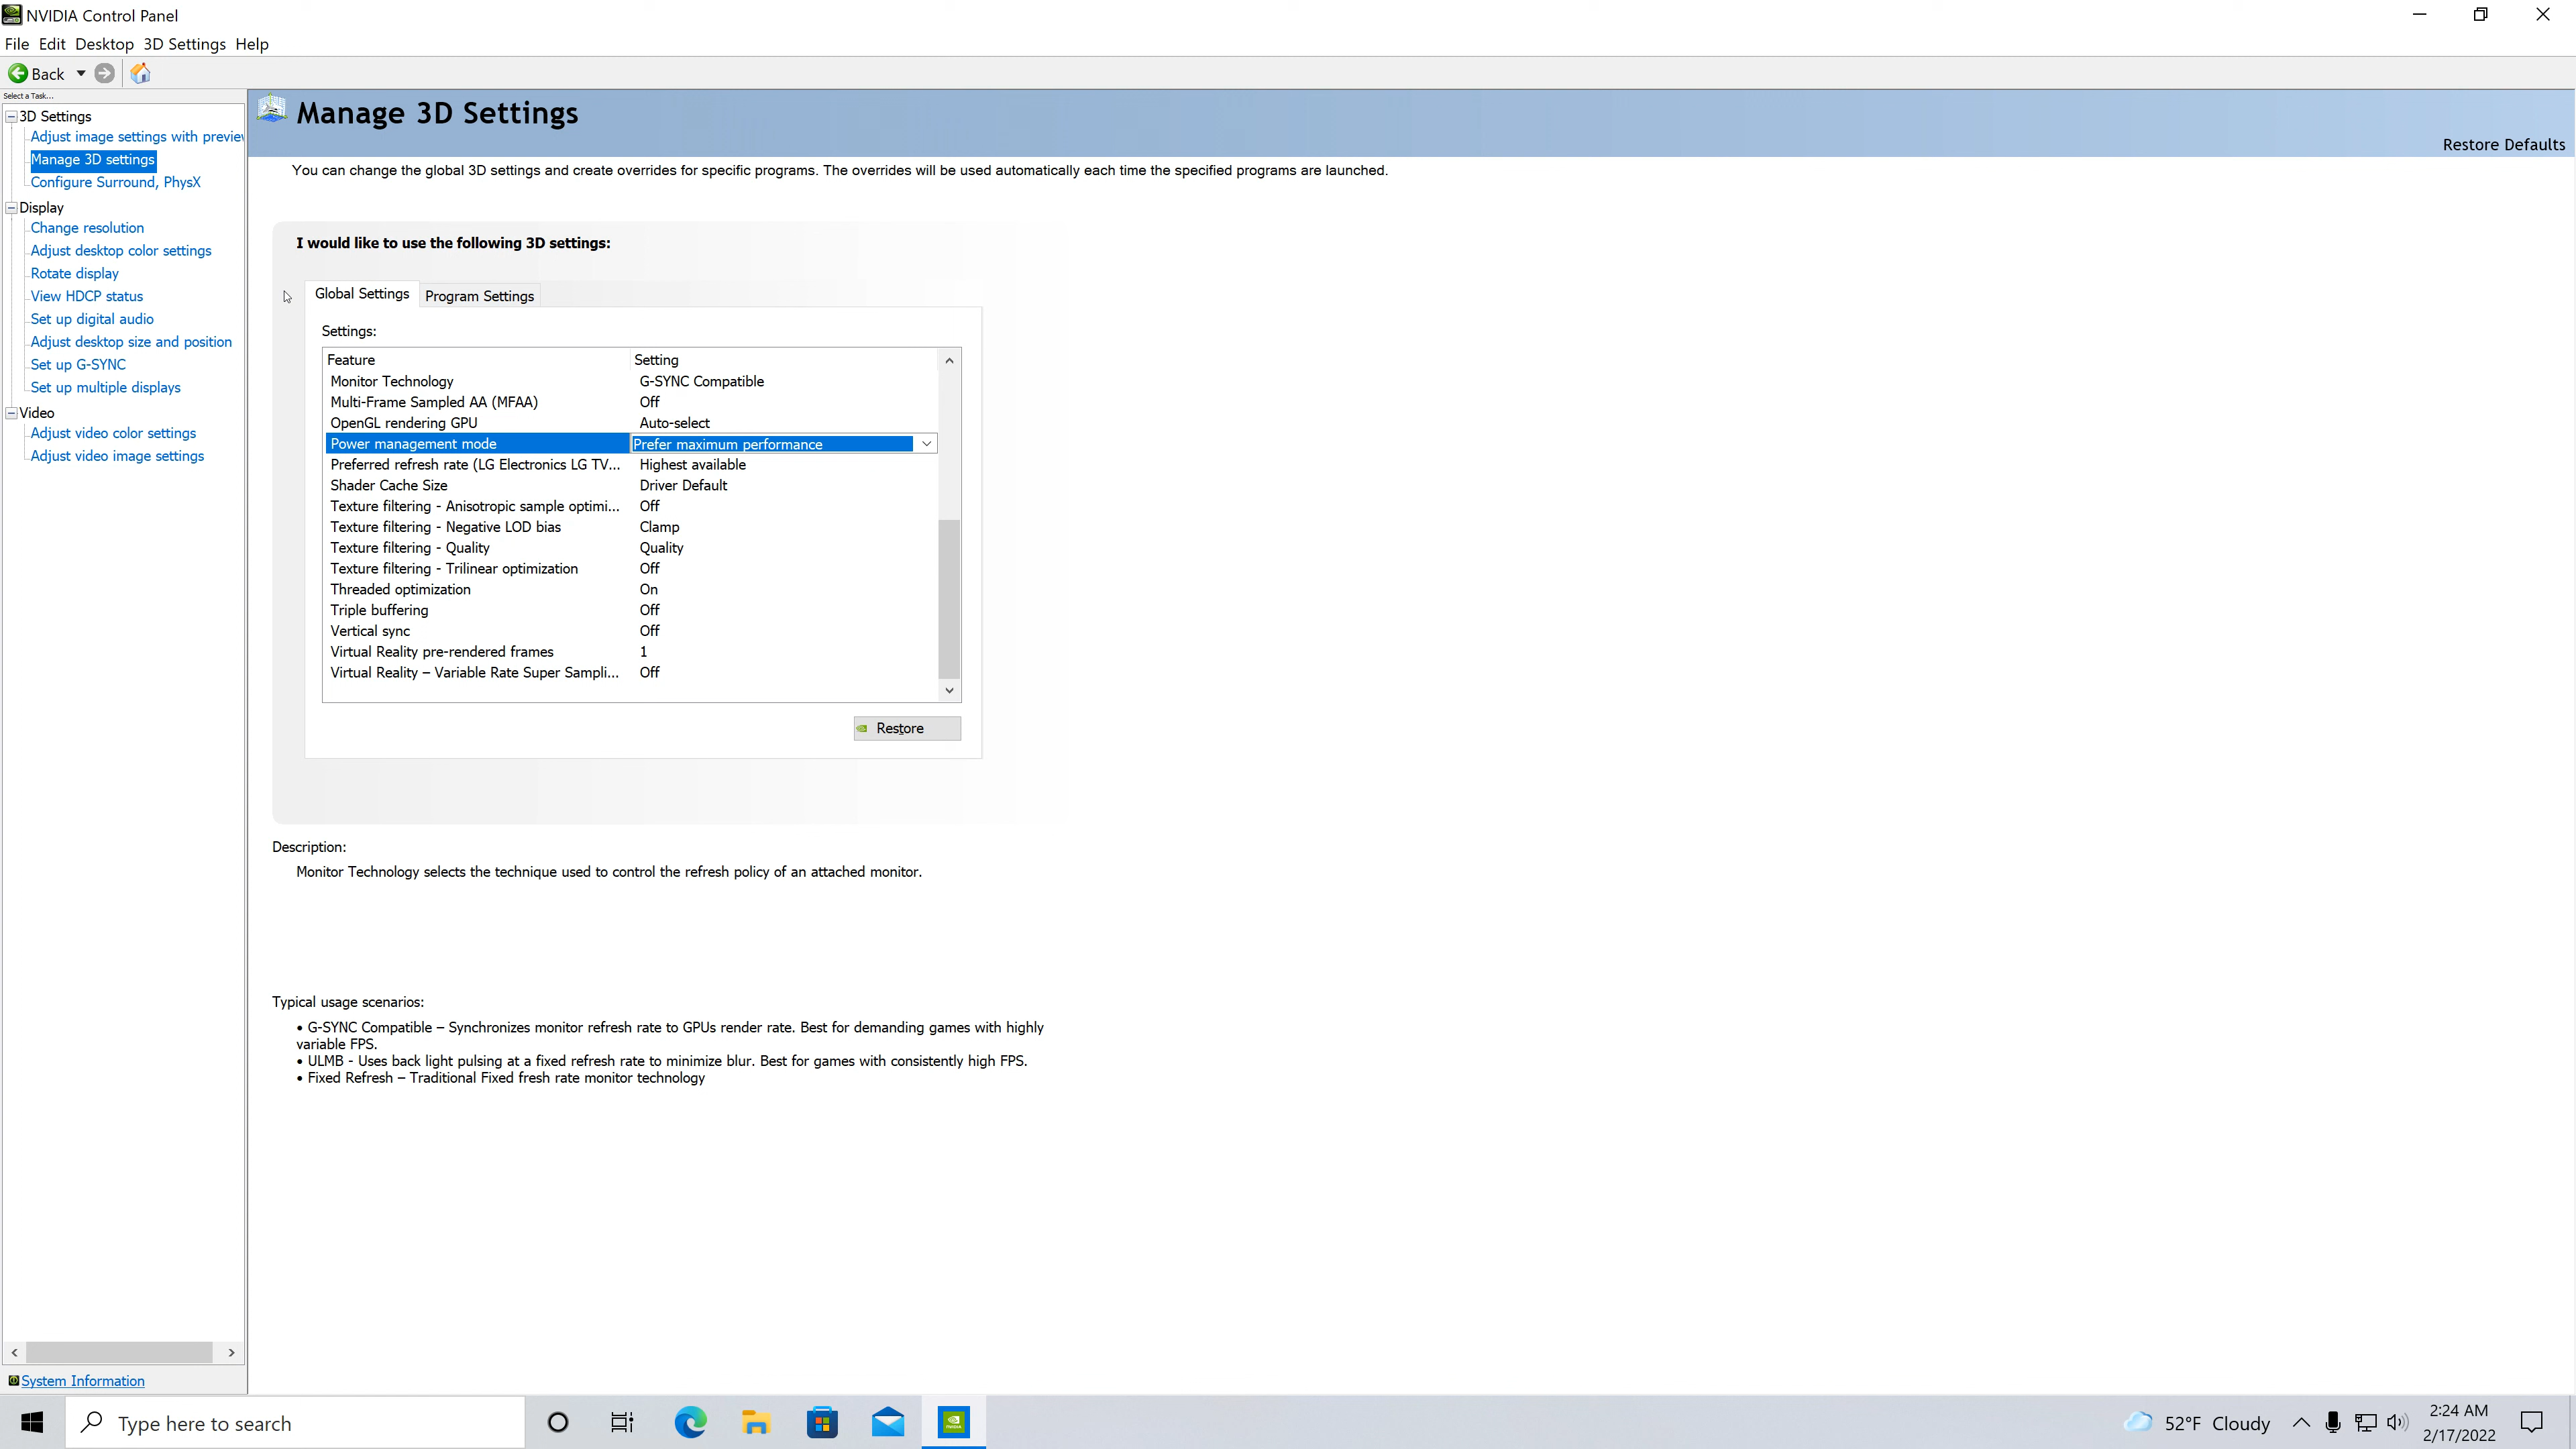 NVIDIA Control Panel
File Edit Desktop 3D Settings Help
Back
Select a Task...
3D Settings
Adjust image settings with preview
Manage 3D settings
Configure Surround, PhysX
Display
Change resolution
Adjust desktop color settings
Rotate display
View HDCP status
Set up digital audio
Adjust desktop size and position
Set up G-SYNC
Set up multiple displays
Video
Adjust video color settings
Adjust video image settings
System Information
Manage 3D Settings
Restore Defaults
You can change the global 3D settings and create overrides for specific programs. The overrides will be used automatically each time the specified programs are launched.
I would like to use the following 3D settings:
Global Settings Program Settings
Settings:
Feature Setting
Monitor Technology G-SYNC Compatible
Multi-Frame Sampled AA (MFAA) Off
OpenGL rendering GPU Auto-select
Power management mode Prefer maximum performance
Preferred refresh rate (LG Electronics LG TV... Highest available
Shader Cache Size Driver Default
Texture filtering - Anisotropic sample optimi... Off
Texture filtering - Negative LOD bias Clamp
Texture filtering - Quality Quality
Texture filtering - Trilinear optimization Off
Threaded optimization On
Triple buffering Off
Vertical sync Off
Virtual Reality pre-rendered frames 1
Virtual Reality – Variable Rate Super Sampli... Off
Restore
Description:
Monitor Technology selects the technique used to control the refresh policy of an attached monitor.
Typical usage scenarios:
• G-SYNC Compatible – Synchronizes monitor refresh rate to GPUs render rate. Best for demanding games with highly
variable FPS.
• ULMB - Uses back light pulsing at a fixed refresh rate to minimize blur. Best for games with consistently high FPS.
• Fixed Refresh – Traditional Fixed fresh rate monitor technology
Type here to search
52°F Cloudy
2:24 AM
2/17/2022